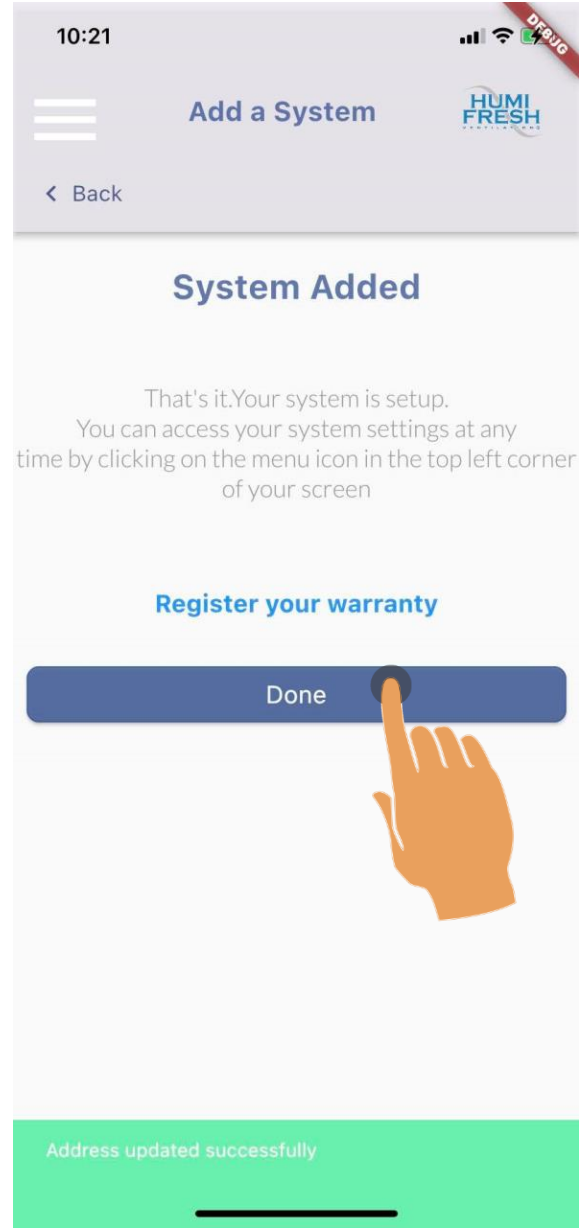 10:21
DEBUG
Add a System
HUMI
FRESH
VENTILATIONS
< Back
System Added
That's it.Your system is setup.
You can access your system settings at any
time by clicking on the menu icon in the top left corner
of your screen
Register your warranty
Done
Address updated successfully